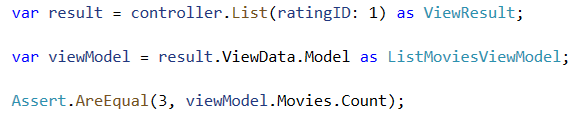 var result = controller.List(ratingID: 1) as ViewResult;
var viewModel = result.ViewData.Model as ListMoviesViewModel;
Assert.AreEqual(3, viewModel.Movies.Count);